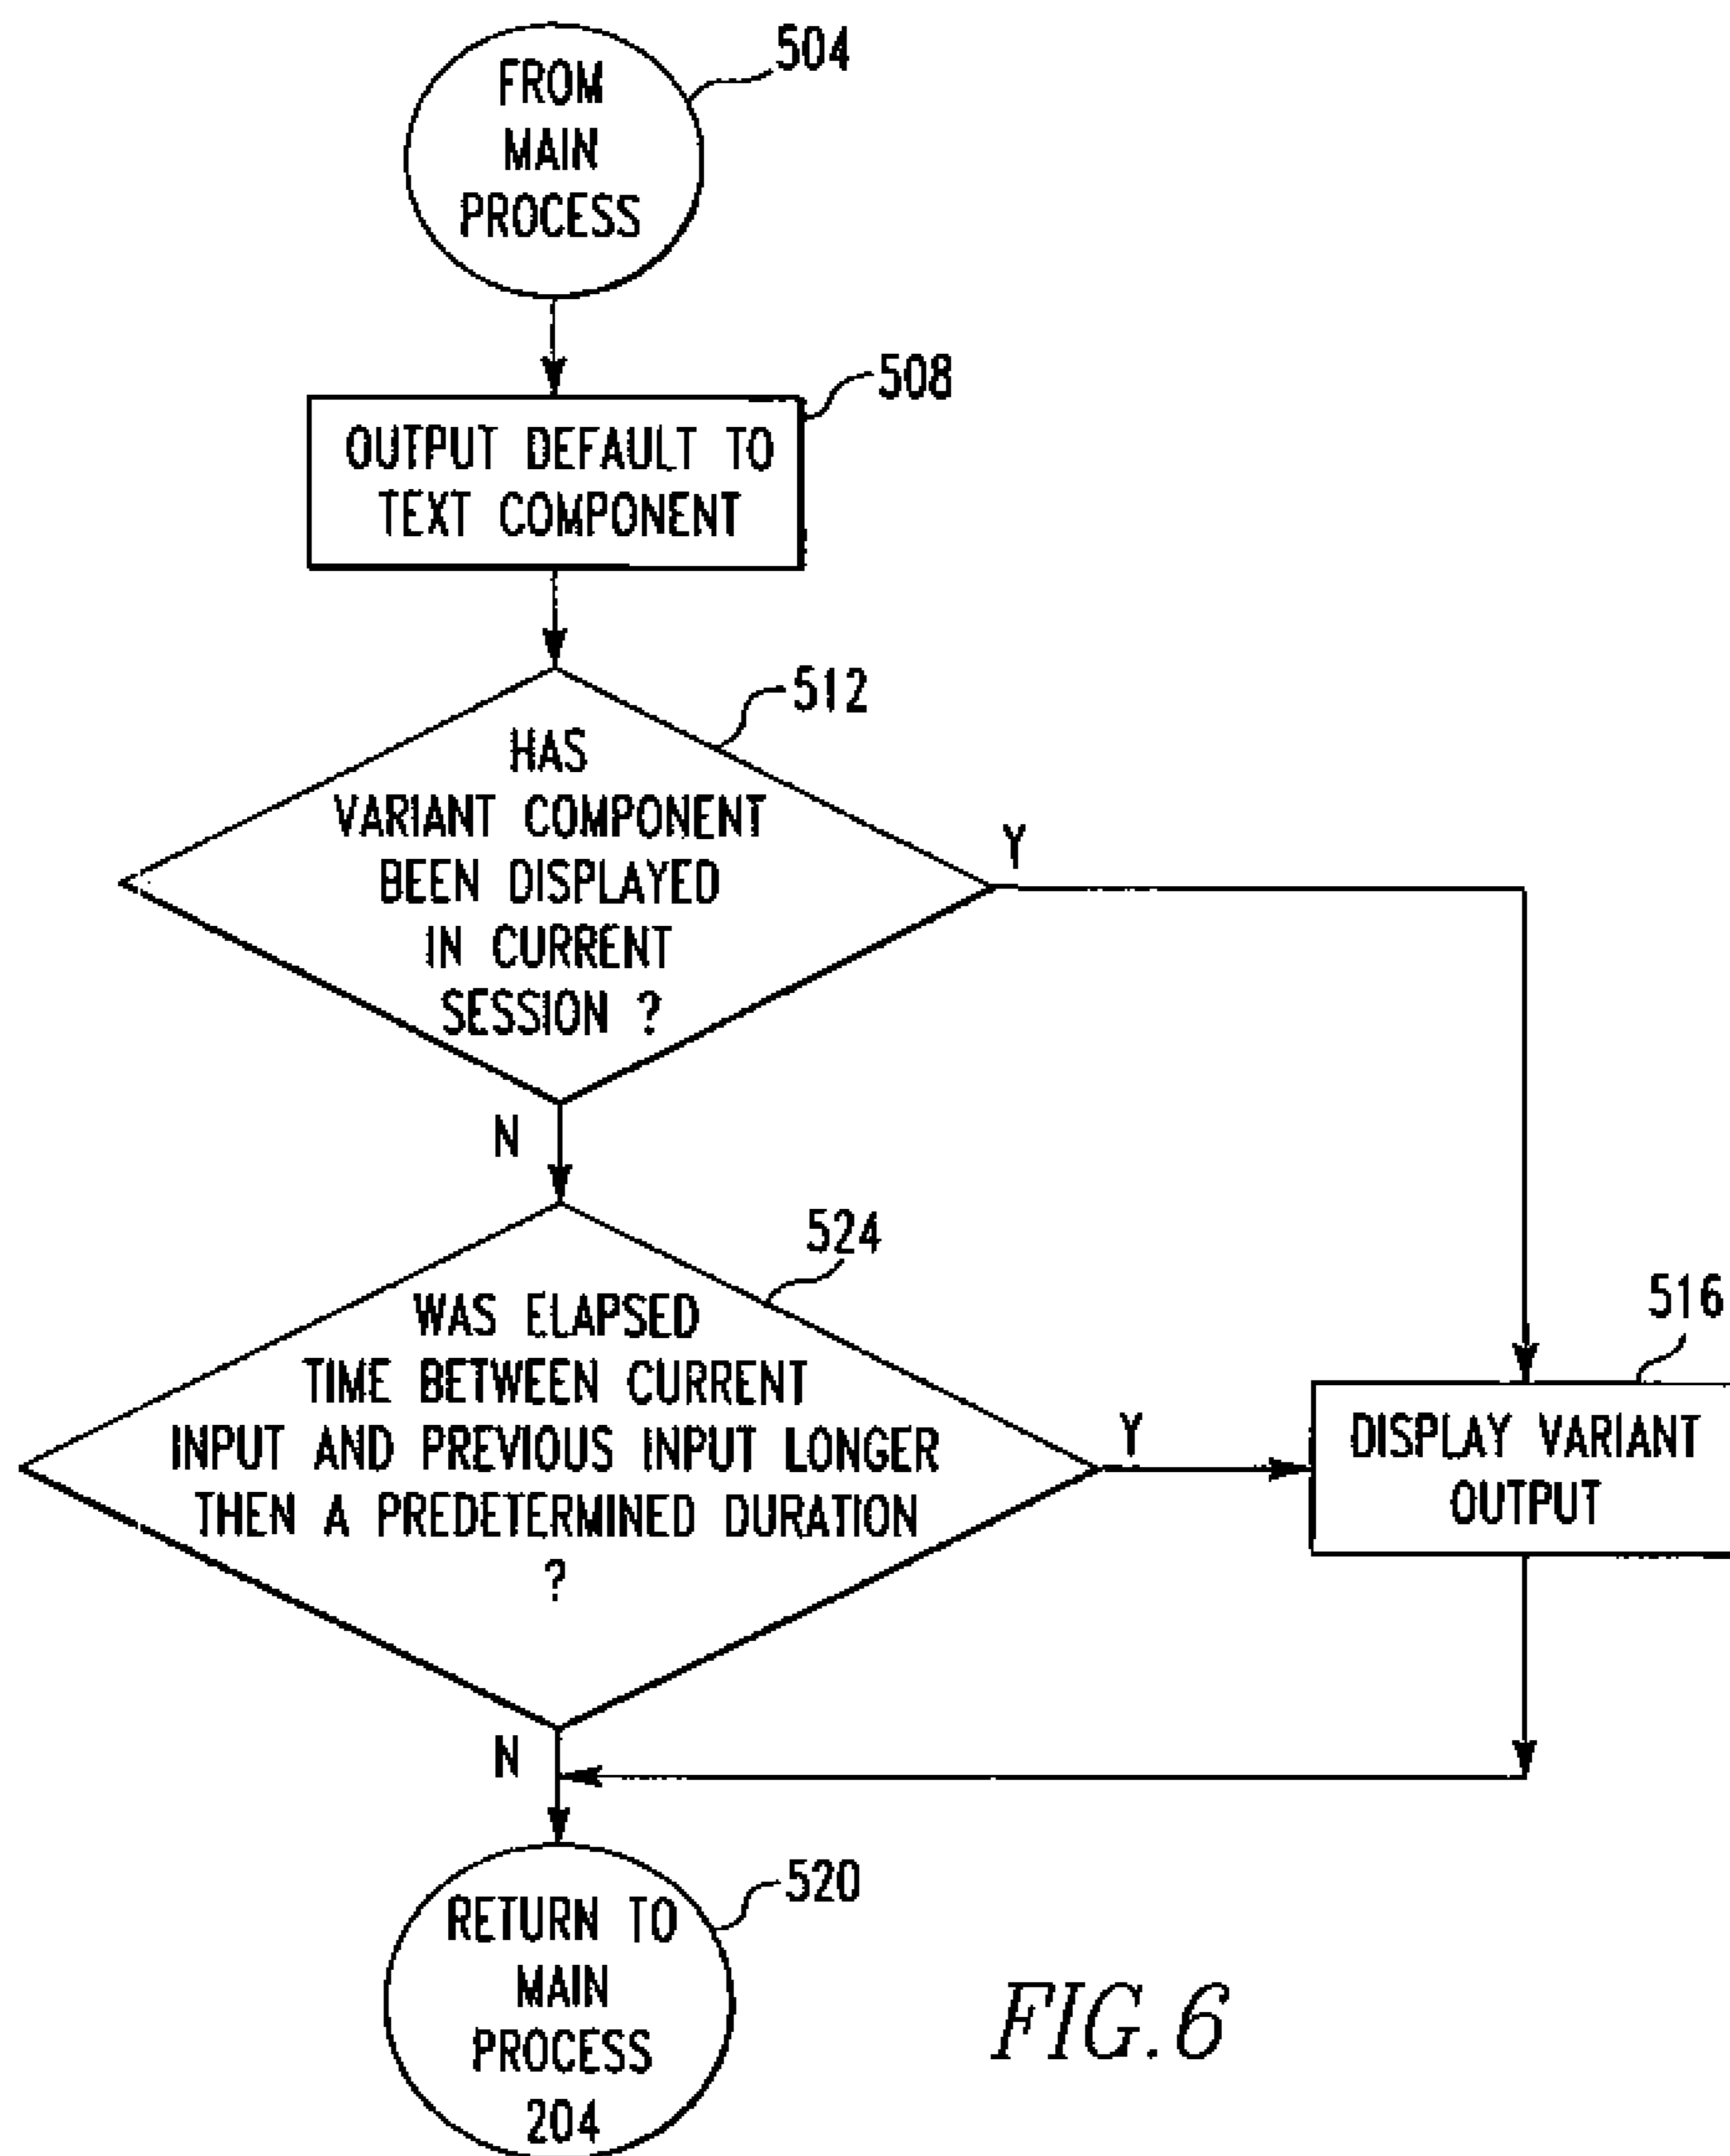 FROM
MAIN
PROCESS
504
508
OUTPUT DEFAULT TO
TEXT COMPONENT
512
HAS
VARIANT COMPONENT
BEEN DISPLAYED
IN CURRENT
SESSION ?
Y
N
524
WAS ELAPSED
TIME BETWEEN CURRENT
INPUT AND PREVIOUS INPUT LONGER
THEN A PREDETERMINED DURATION
?
Y
516
DISPLAY VARIANT
OUTPUT
N
520
RETURN TO
MAIN
PROCESS
204
FIG.6